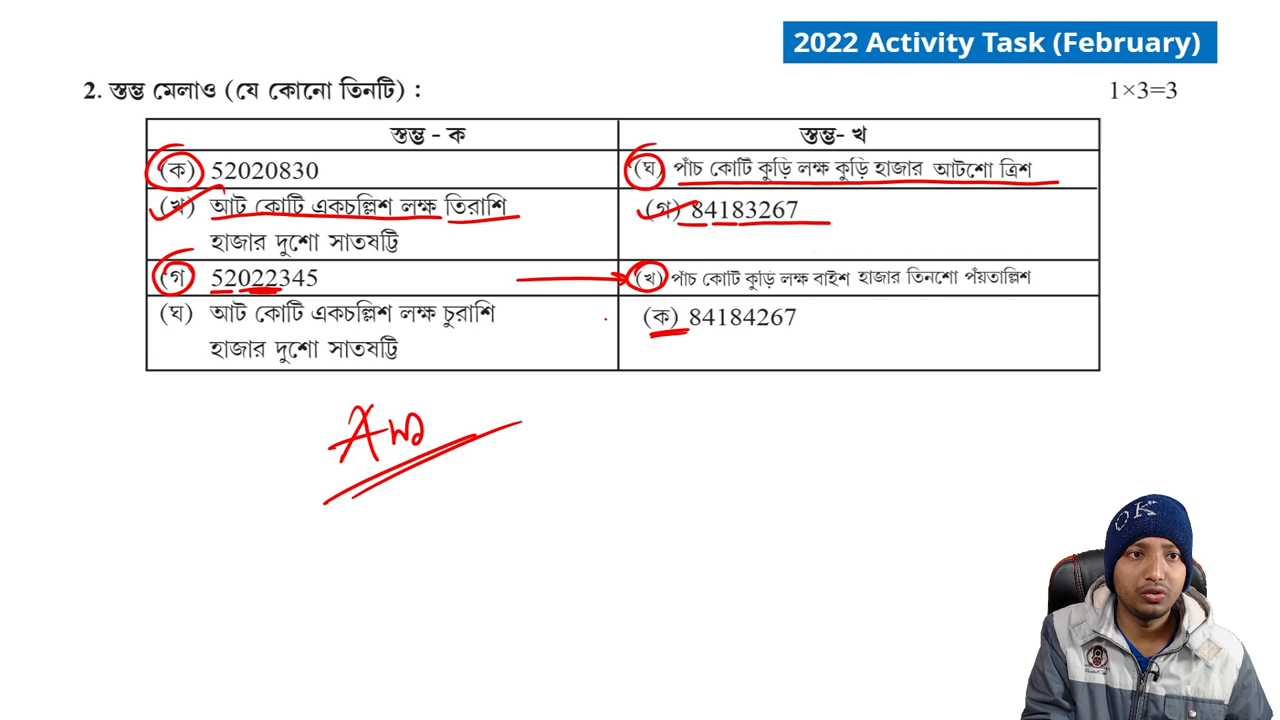 2022 Activity Task (February)
2. স্তম্ভ মেলাও (যে কোনো তিনটি) : 1×3=3
স্তম্ভ - ক স্তম্ভ- খ
(ক) 52020830 (ঘ) পাঁচ কোটি কুড়ি লক্ষ কুড়ি হাজার আটশো ত্রিশ
(খ) আট কোটি একচল্লিশ লক্ষ তিরাশি (গ) 84183267
হাজার দুশো সাতষট্টি
(গ) 52022345 (খ) পাঁচ কোটি কুড়ি লক্ষ বাইশ হাজার তিনশো পঁয়তাল্লিশ
(ঘ) আট কোটি একচল্লিশ লক্ষ চুরাশি (ক) 84184267
হাজার দুশো সাতষট্টি
Ans
OK